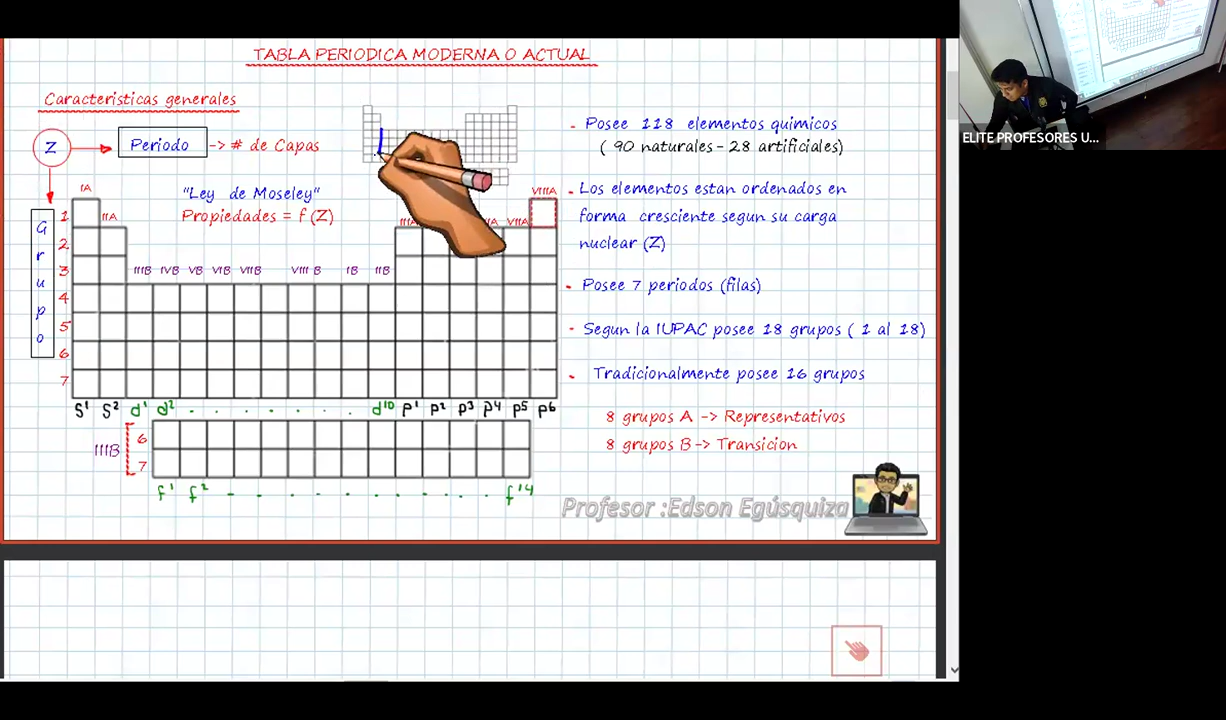 TABLA PERIODICA MODERNA O ACTUAL
Caracteristicas generales
Z
Periodo
-> # de Capas
"Ley de Moseley"
Propiedades = f (Z)
Grupo
IA
IIA
IIIB IVB VB VIB VIIB VIII B IB IIB
VIIA
VIIIA
1
2
3
4
5
6
7
S¹ S² d¹ d² . . . . . . . d¹⁰ p¹ p² p³ p⁴ p⁵ p⁶
IIIB
6
7
f¹ f² - . . . . . . . . . f¹⁴
- Posee 118 elementos quimicos
( 90 naturales - 28 artificiales)
- Los elementos estan ordenados en
forma cresciente segun su carga
nuclear (Z)
- Posee 7 periodos (filas)
- Segun la IUPAC posee 18 grupos ( 1 al 18)
- Tradicionalmente posee 16 grupos
8 grupos A -> Representativos
8 grupos B -> Transicion
Profesor :Edson Egúsquiza
ELITE PROFESORES U...